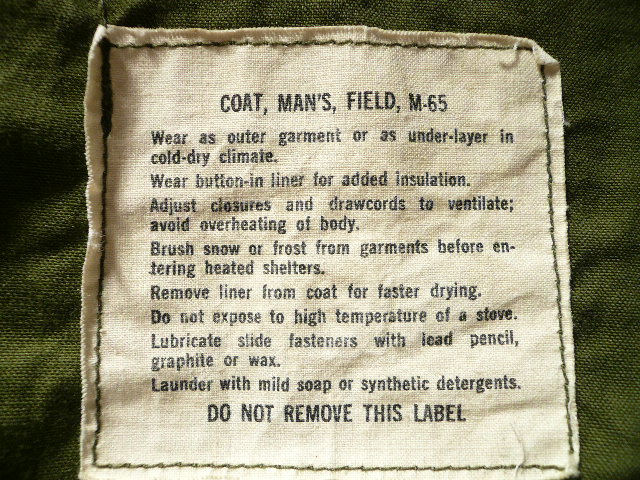 COAT, MAN'S, FIELD, M-65
Wear as outer garment or as under-layer in
cold-dry climate.
Wear button-in liner for added insulation.
Adjust closures and drawcords to ventilate;
avoid overheating of body.
Brush snow or frost from garments before en-
tering heated shelters.
Remove liner from coat for faster drying.
Do not expose to high temperature of a stove.
Lubricate slide fasteners with lead pencil,
graphite or wax.
Launder with mild soap or synthetic detergents.
DO NOT REMOVE THIS LABEL